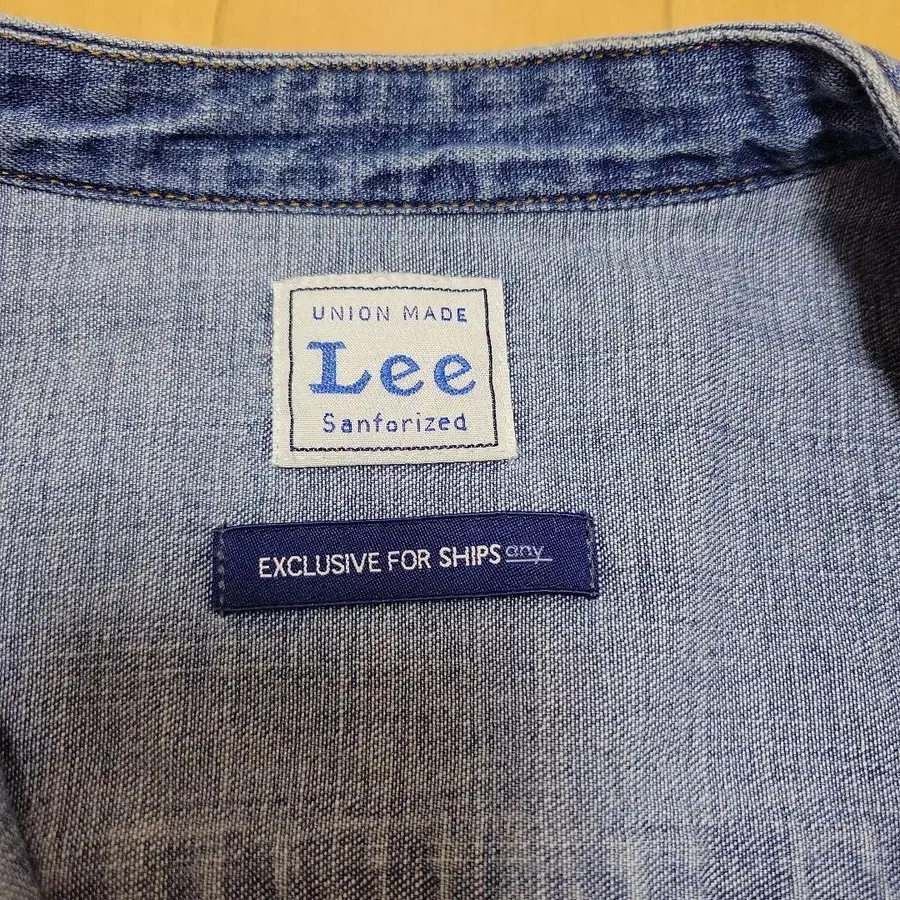 UNION MADE
Lee
Sanforized
EXCLUSIVE FOR SHIPS any